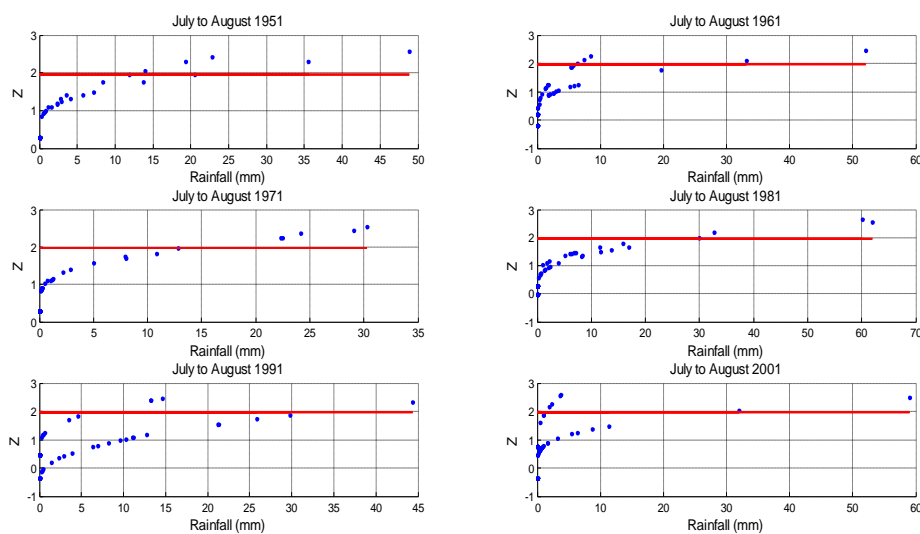 July to August 1951
3
2
1
0
Z
0 5 10 15 20 25 30 35 40 45 50
Rainfall (mm)
July to August 1961
3
2
1
0
-1
Z
0 10 20 30 40 50 60
Rainfall (mm)
July to August 1971
3
2
1
0
Z
0 5 10 15 20 25 30 35
Rainfall (mm)
July to August 1981
3
2
1
0
-1
Z
0 10 20 30 40 50 60 70
Rainfall (mm)
July to August 1991
3
2
1
0
-1
Z
0 5 10 15 20 25 30 35 40 45
Rainfall (mm)
July to August 2001
3
2
1
0
-1
Z
0 10 20 30 40 50 60
Rainfall (mm)